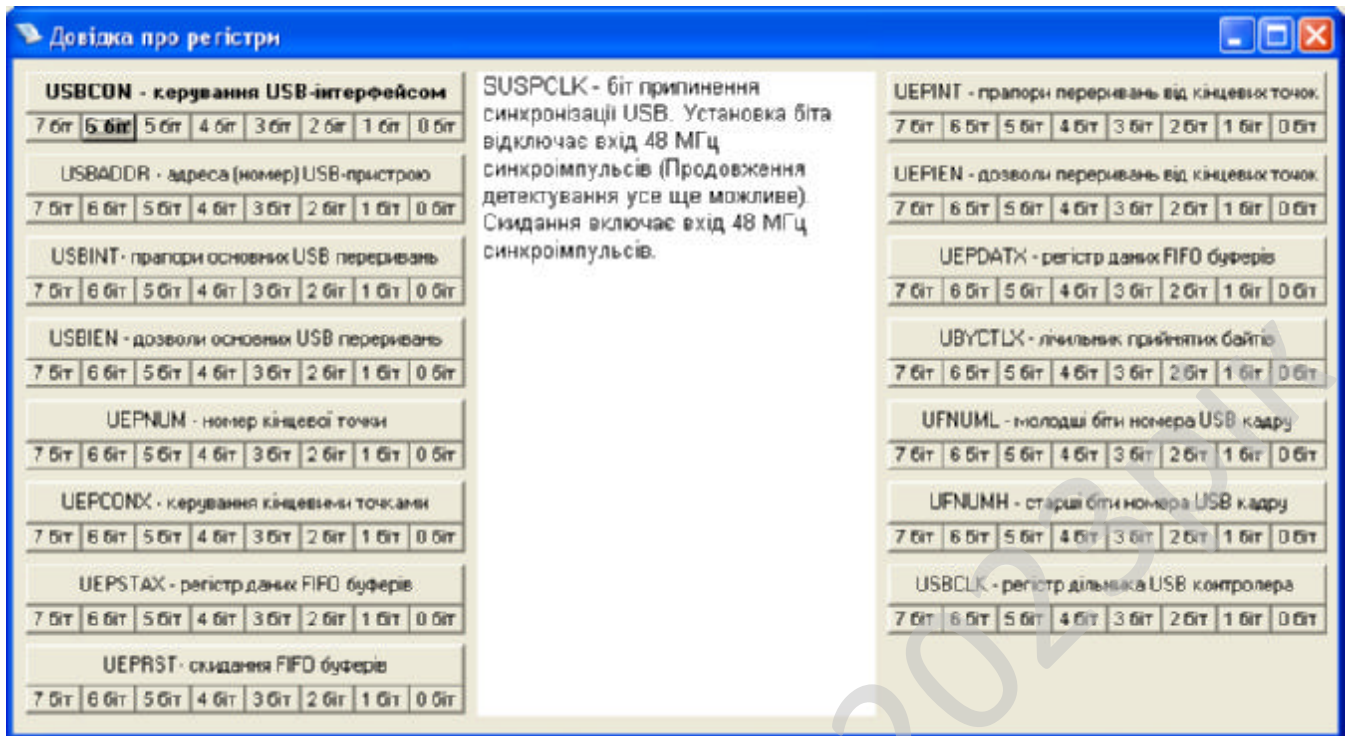 Довідка про регістри
USBCON - керування USB-інтерфейсом
7 біт 6 біт 5 біт 4 біт 3 біт 2 біт 1 біт 0 біт
USBADDR - адреса (номер) USB-пристрою
7 біт 6 біт 5 біт 4 біт 3 біт 2 біт 1 біт 0 біт
USBINT - прапори основних USB переривань
7 біт 6 біт 5 біт 4 біт 3 біт 2 біт 1 біт 0 біт
USBIEN - дозволи основних USB переривань
7 біт 6 біт 5 біт 4 біт 3 біт 2 біт 1 біт 0 біт
UEPNUM - номер кінцевої точки
7 біт 6 біт 5 біт 4 біт 3 біт 2 біт 1 біт 0 біт
UEPCONX - керування кінцевими точками
7 біт 6 біт 5 біт 4 біт 3 біт 2 біт 1 біт 0 біт
UEPSTAX - регістр даних FIFO буферів
7 біт 6 біт 5 біт 4 біт 3 біт 2 біт 1 біт 0 біт
UEPRST - скидання FIFO буферів
7 біт 6 біт 5 біт 4 біт 3 біт 2 біт 1 біт 0 біт
SUSPCLK - біт припинення
синхронізації USB. Установка біта
відключає вхід 48 МГц
синхроімпульсів (Продовження
детектування усе ще можливе).
Скидання включає вхід 48 МГц
синхроімпульсів.
UEPINT - прапори переривань від кінцевих точок
7 біт 6 біт 5 біт 4 біт 3 біт 2 біт 1 біт 0 біт
UEPIEN - дозволи переривань від кінцевих точок
7 біт 6 біт 5 біт 4 біт 3 біт 2 біт 1 біт 0 біт
UEPDATX - регістр даних FIFO буферів
7 біт 6 біт 5 біт 4 біт 3 біт 2 біт 1 біт 0 біт
UBYCTLX - лічильник прийнятих байтів
7 біт 6 біт 5 біт 4 біт 3 біт 2 біт 1 біт 0 біт
UFNUML - молодші біти номера USB кадру
7 біт 6 біт 5 біт 4 біт 3 біт 2 біт 1 біт 0 біт
UFNUMH - старші біти номера USB кадру
7 біт 6 біт 5 біт 4 біт 3 біт 2 біт 1 біт 0 біт
USBCLK - регістр дільника USB контролера
7 біт 6 біт 5 біт 4 біт 3 біт 2 біт 1 біт 0 біт
2023рік